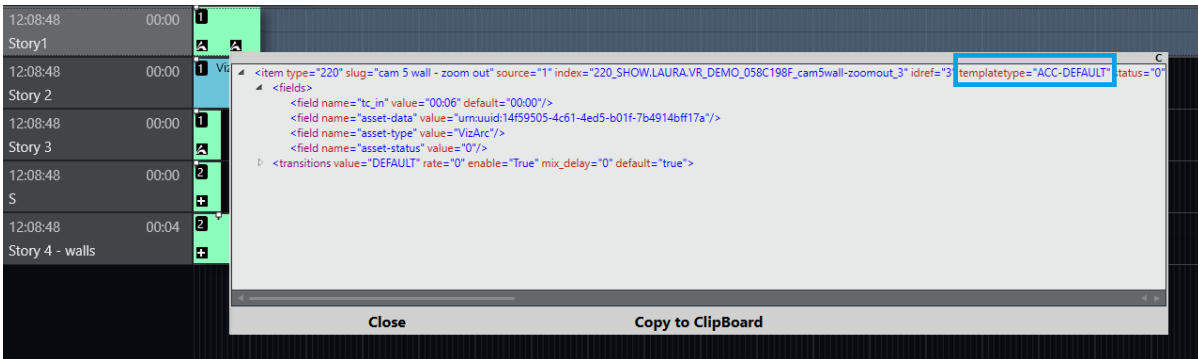 12:08:48 00:00 1
Story1
C
12:08:48 00:00 1
Story 2
<item type="220" slug="cam 5 wall - zoom out" source="1" index="220_SHOW.LAURA.VR_DEMO_058C198F_cam5wall-zoomout_3" idref="3" templatetype="ACC-DEFAULT" status="0"
<fields>
<field name="tc_in" value="00:06" default="00:00"/>
<field name="asset-data" value="urn:uuid:14f59505-4c61-4ed5-b01f-7b4914bff17a"/>
<field name="asset-type" value="VizArc"/>
<field name="asset-status" value="0"/>
<transitions value="DEFAULT" rate="0" enable="True" mix_delay="0" default="true">
12:08:48 00:00 1
Story 3
12:08:48 00:00 2
S
12:08:48 00:04 2
Story 4 - walls
Close Copy to ClipBoard